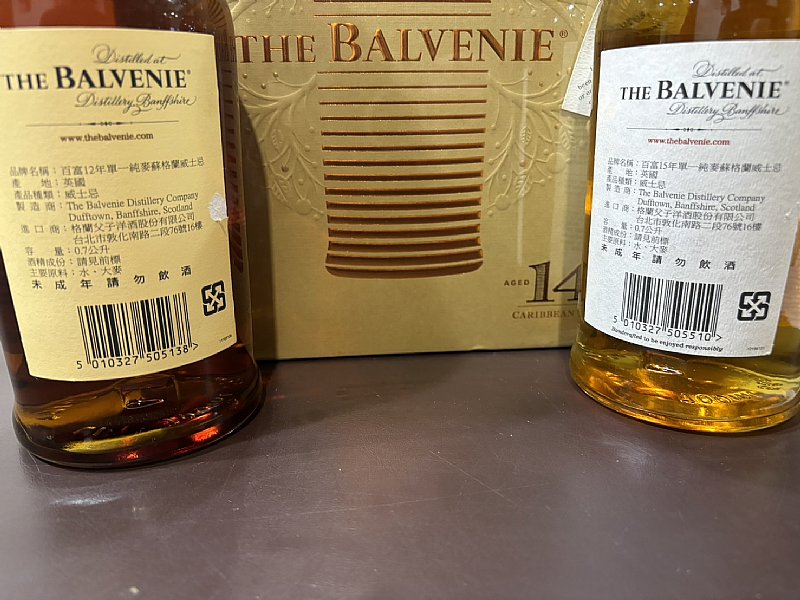 Distilled at
THE BALVENIE®
Distillery Banffshire
www.thebalvenie.com
品牌名稱：百富12年單一純麥蘇格蘭威士忌
產 地：英國
產品種類：威士忌
製造商：The Balvenie Distillery Company
Dufftown, Banffshire, Scotland
進口商：格蘭父子洋酒股份有限公司
台北市敦化南路二段76號16樓
容 量：0.7公升
酒精成份：請見前標
主要原料：水、大麥
未成年請勿飲酒
5 010327 505138 >
THE BALVENIE®
AGED 14
CARIBBEAN
Distilled at
THE BALVENIE®
Distillery Banffshire
www.thebalvenie.com
品牌名稱：百富15年單一純麥蘇格蘭威士忌
產 地：英國
產品種類：威士忌
製造商：The Balvenie Distillery Company
Dufftown, Banffshire, Scotland
進口商：格蘭父子洋酒股份有限公司
台北市敦化南路二段76號16樓
容 量：0.7公升
酒精成份：請見前標
主要原料：水、大麥
未成年請勿飲酒
5 010327 505510 >
Handcrafted to be enjoyed responsibly